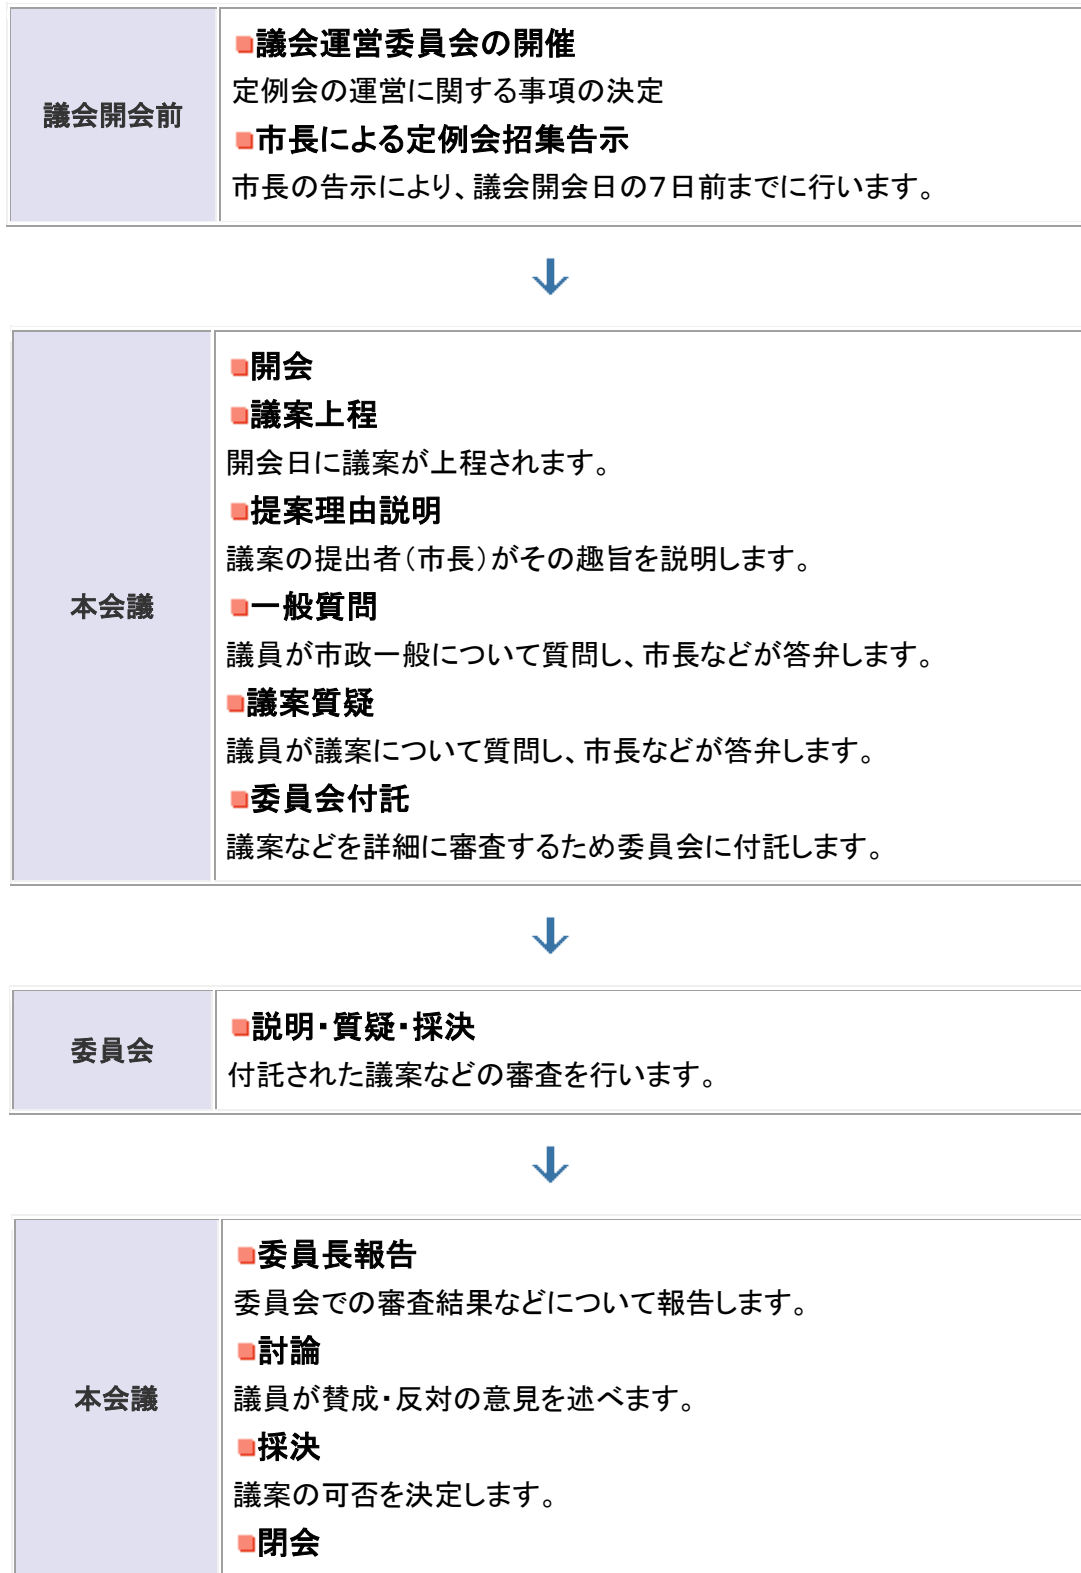 議会開会前
■議会運営委員会の開催
定例会の運営に関する事項の決定
■市長による定例会招集告示
市長の告示により、議会開会日の7日前までに行います。
↓
本会議
■開会
■議案上程
開会日に議案が上程されます。
■提案理由説明
議案の提出者（市長）がその趣旨を説明します。
■一般質問
議員が市政一般について質問し、市長などが答弁します。
■議案質疑
議員が議案について質問し、市長などが答弁します。
■委員会付託
議案などを詳細に審査するため委員会に付託します。
↓
委員会
■説明・質疑・採決
付託された議案などの審査を行います。
↓
本会議
■委員長報告
委員会での審査結果などについて報告します。
■討論
議員が賛成・反対の意見を述べます。
■採決
議案の可否を決定します。
■閉会